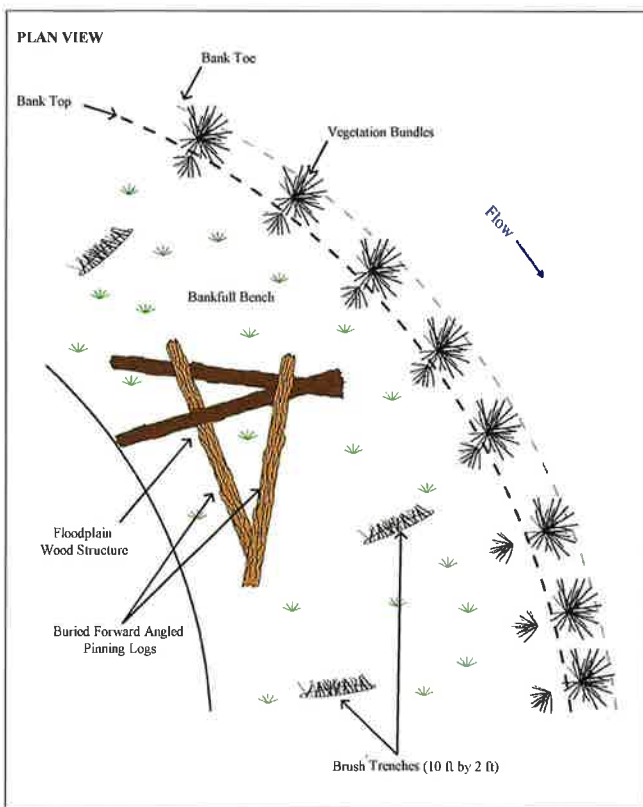 PLAN VIEW
Bank Toe
Bank Top
Vegetation Bundles
Flow
Bankfull Bench
Floodplain
Wood Structure
Buried Forward Angled
Pinning Logs
Brush Trenches (10 ft by 2 ft)